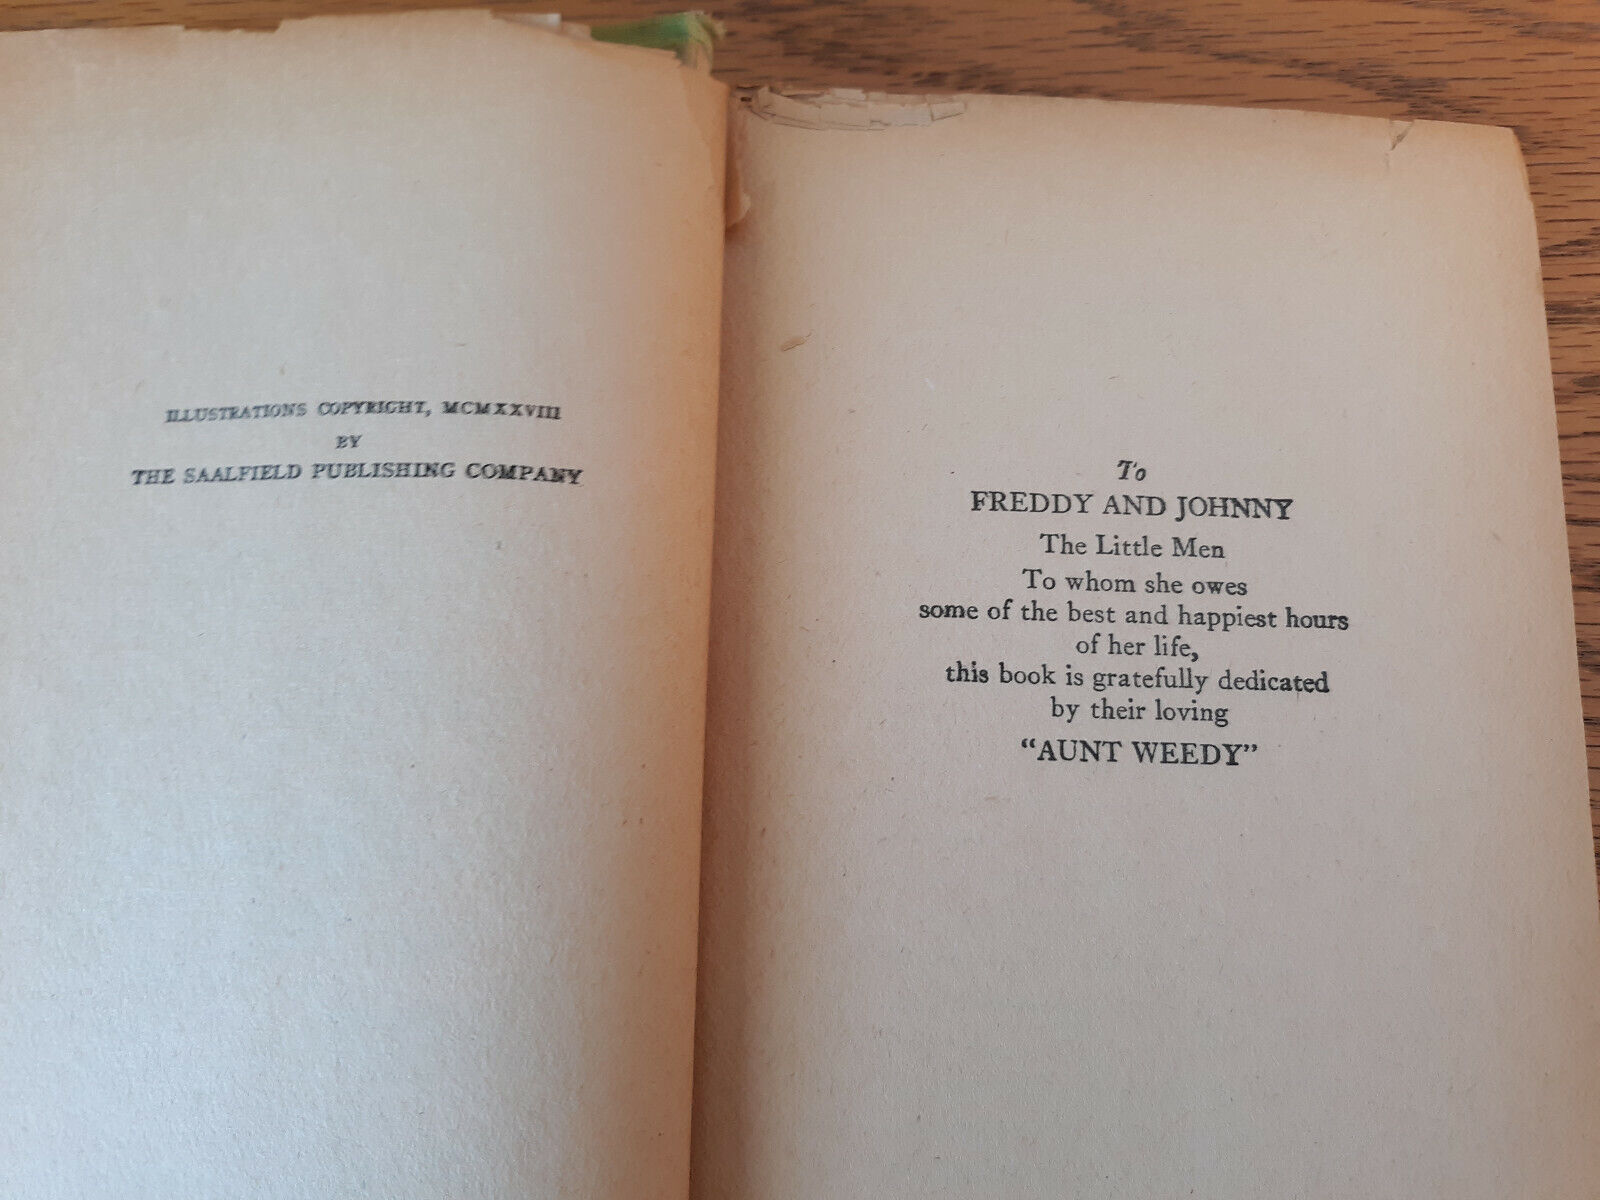 ILLUSTRATIONS COPYRIGHT, MCMXXVIII
BY
THE SAALFIELD PUBLISHING COMPANY
To
FREDDY AND JOHNNY
The Little Men
To whom she owes
some of the best and happiest hours
of her life,
this book is gratefully dedicated
by their loving
“AUNT WEEDY”